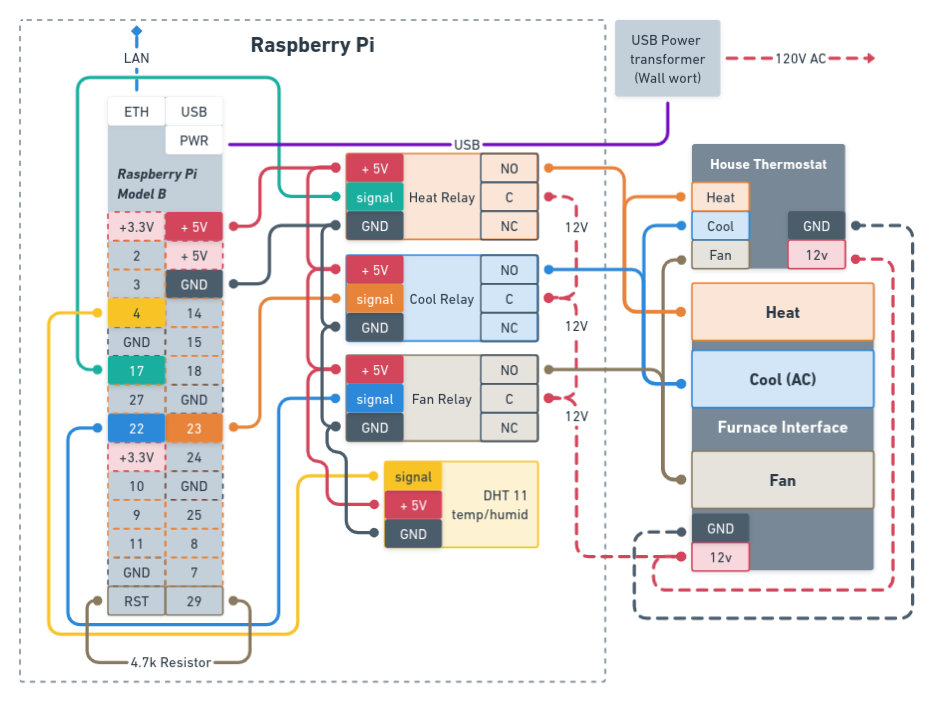 Raspberry Pi
LAN
USB Power
transformer
(Wall wort)
120V AC
ETH
USB
PWR
USB
Raspberry Pi
Model B
+3.3V
+ 5V
2
+ 5V
3
GND
4
14
GND
15
17
18
27
GND
22
23
+3.3V
24
10
GND
9
25
11
8
GND
7
RST
29
4.7k Resistor
+ 5V
signal
GND
Heat Relay
NO
C
NC
12V
+ 5V
signal
GND
Cool Relay
NO
C
NC
12V
+ 5V
signal
GND
Fan Relay
NO
C
NC
12V
signal
+ 5V
GND
DHT 11
temp/humid
House Thermostat
Heat
Cool
Fan
GND
12v
Heat
Cool (AC)
Furnace Interface
Fan
GND
12v